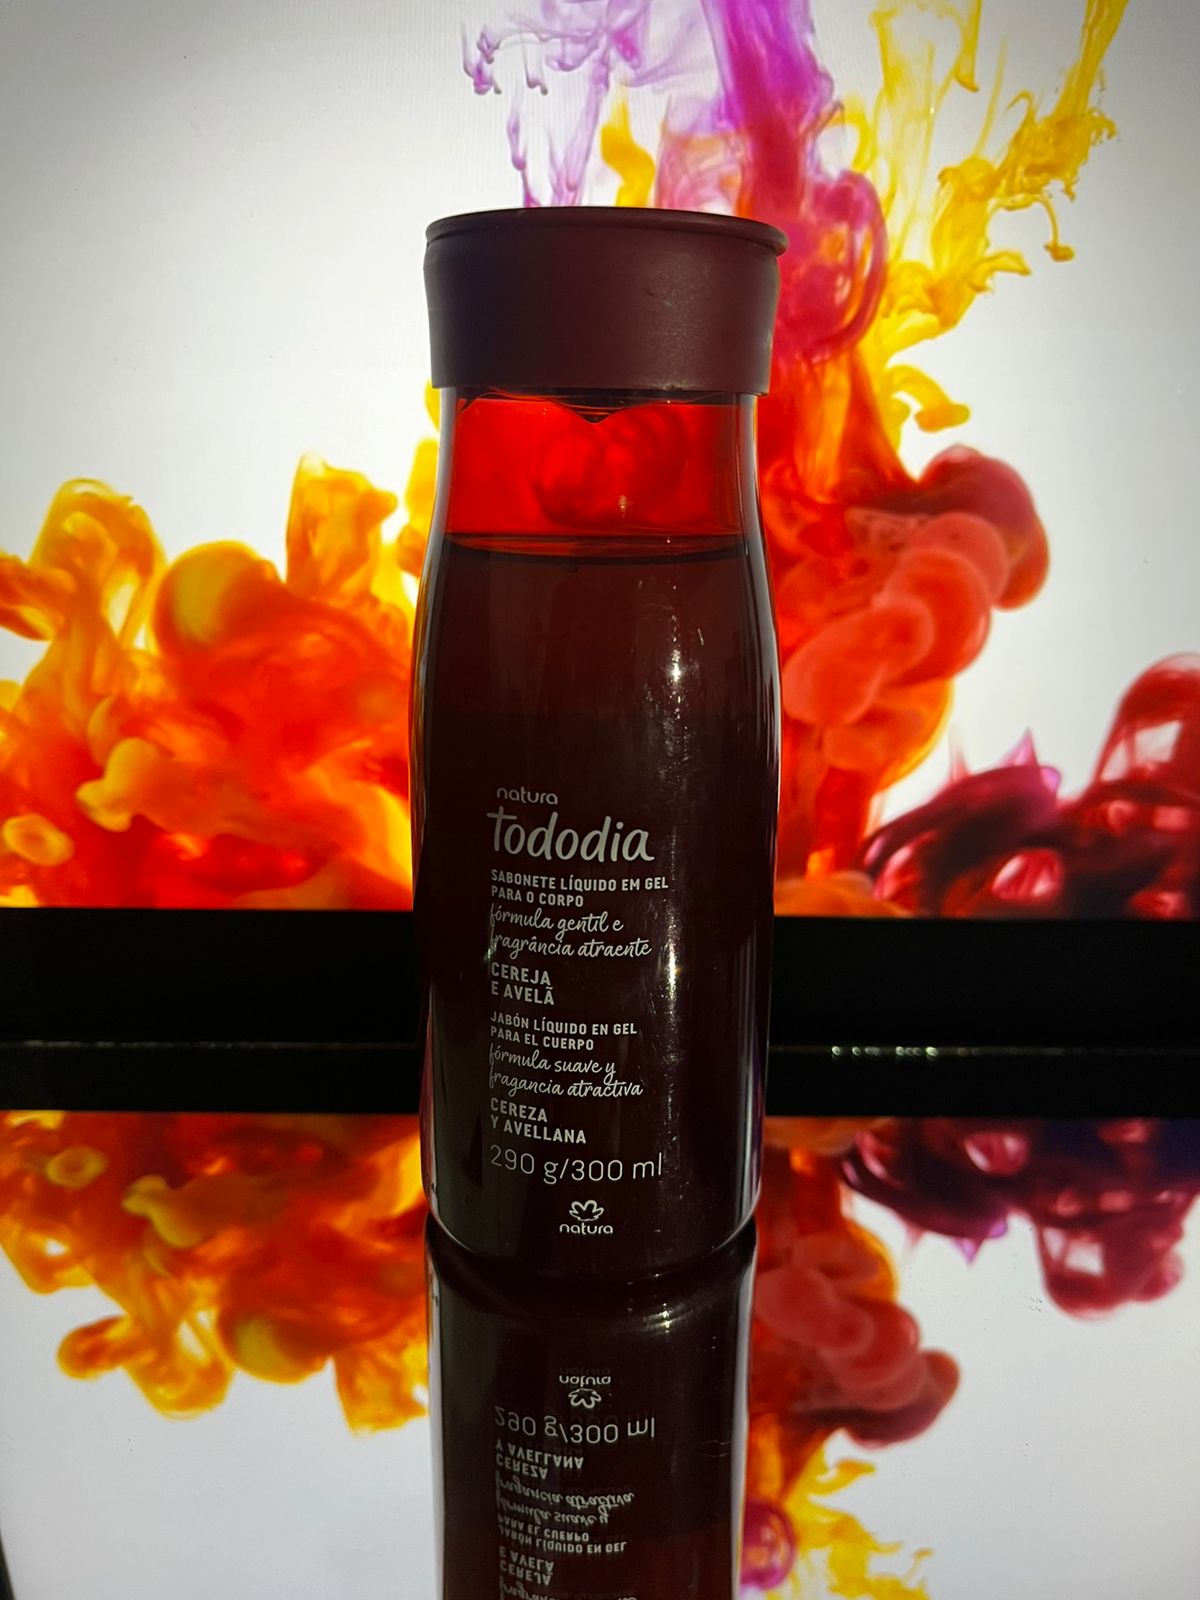 natura
tododia
SABONETE LÍQUIDO EM GEL
PARA O CORPO
fórmula gentil e
fragrância atraente
CEREJA
E AVELÃ
JABÓN LÍQUIDO EN GEL
PARA EL CUERPO
fórmula suave y
fragancia atractiva
CEREZA
Y AVELLANA
290 g/300 ml
natura